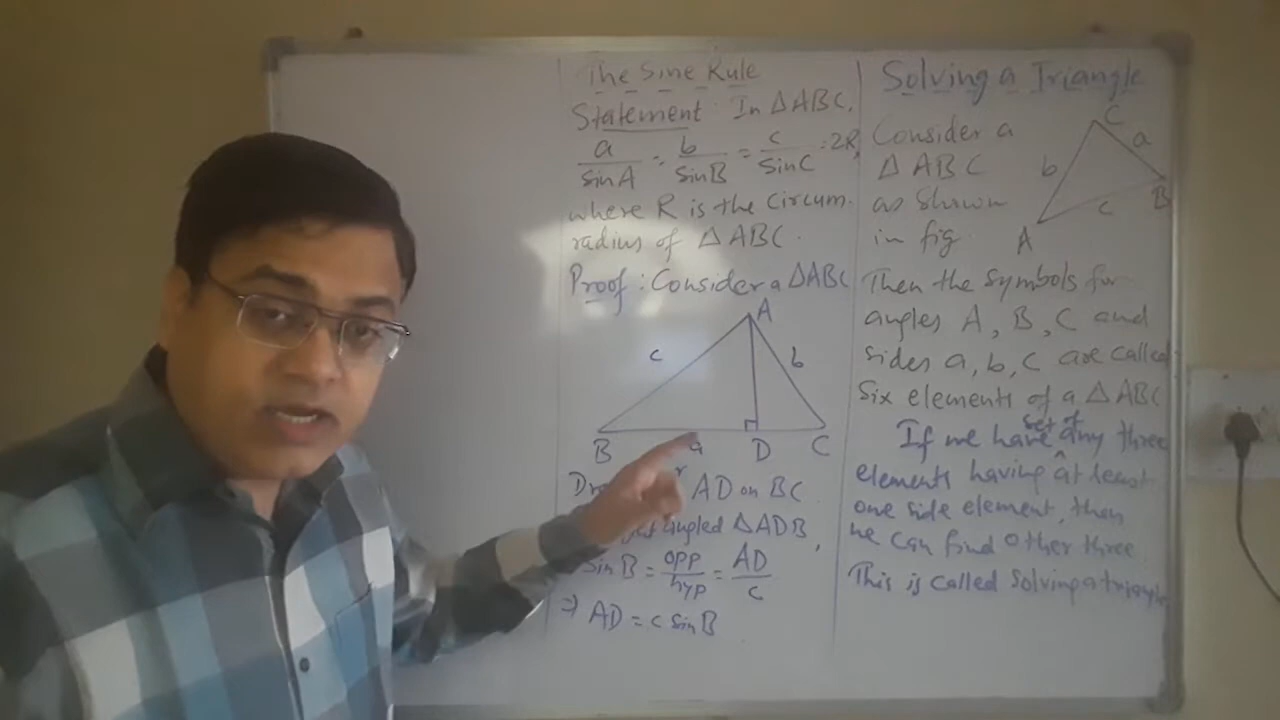 The Sine Rule
Statement: In ΔABC,
a/sinA = b/sinB = c/sinC = 2R,
where R is the circum.
radius of ΔABC.
Proof: Consider a ΔABC
A
c
b
B
a
D
C
AD on BC
angled ΔADB,
sinB = opp/hyp = AD/c
⇒ AD = c sinB
Solving a Triangle
Consider a
ΔABC
as shown
in fig
C
a
b
B
c
A
Then the symbols for
angles A, B, C and
sides a, b, c are called
six elements of a ΔABC
If we have set of any three
elements having at least
one side element, then
we can find other three
This is called solving a triangle